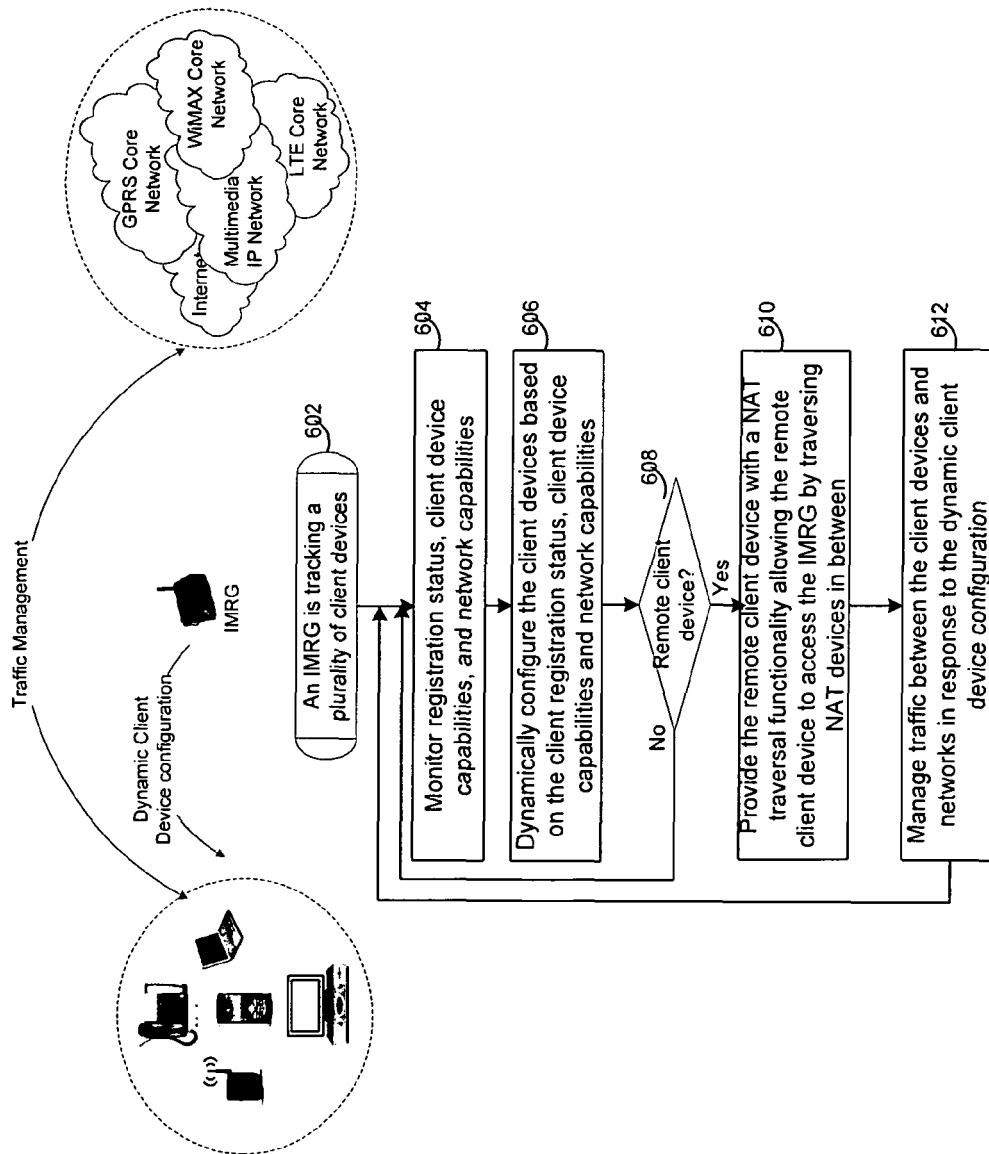 Traffic Management
Dynamic Client
Device configuration
IMRG
Internet
GPRS Core
Network
Multimedia
IP Network
WiMAX Core
Network
LTE Core
Network
602
An IMRG is tracking a
plurality of client devices
604
Monitor registration status, client device
capabilities, and network capabilities
606
Dynamically configure the client devices based
on the client registration status, client device
capabilities and network capabilities
608
Remote client
device?
No
Yes
610
Provide the remote client device with a NAT
traversal functionality allowing the remote
client device to access the IMRG by traversing
NAT devices in between
612
Manage traffic between the client devices and
networks in response to the dynamic client
device configuration